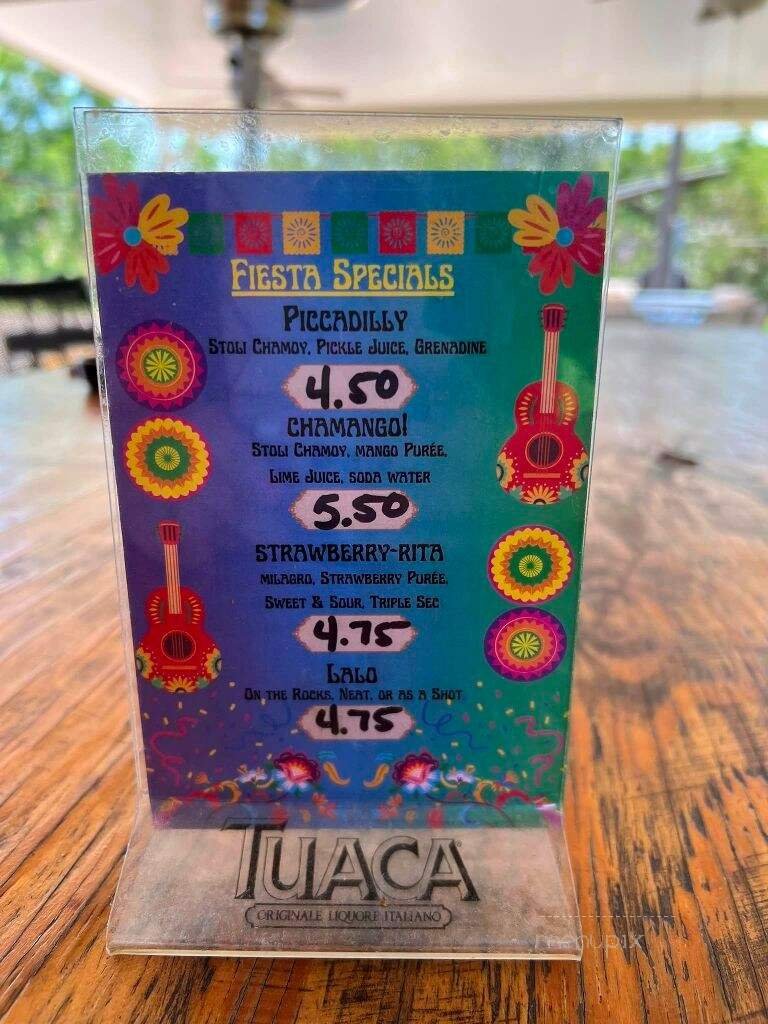 Fiesta Specials
Piccadilly
Stoli Chamoy, Pickle Juice, Grenadine
4.50
Chamango!
Stoli Chamoy, mango Purée,
Lime Juice, soda water
5.50
Strawberry-Rita
milagro, Strawberry Purée,
Sweet & Sour, Triple Sec
4.75
Lalo
On the Rocks, Neat, or as a Shot
4.75
TUACA
ORIGINALE LIQUORE ITALIANO
menupix